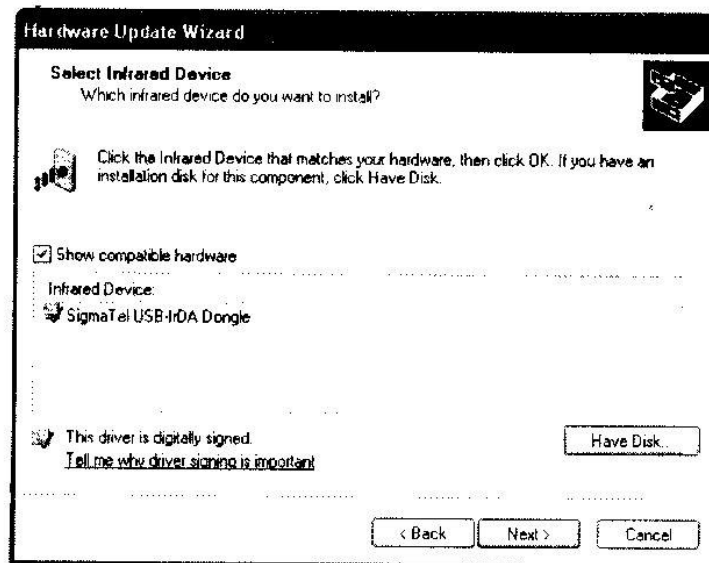 Hardware Update Wizard
Select Infrared Device
Which infrared device do you want to install?
Click the Infrared Device that matches your hardware, then click OK. If you have an
installation disk for this component, click Have Disk.
Show compatible hardware
Infrared Device:
SigmaTel USB-IrDA Dongle
This driver is digitally signed.
Tell me why driver signing is important
Have Disk..
< Back
Next >
Cancel